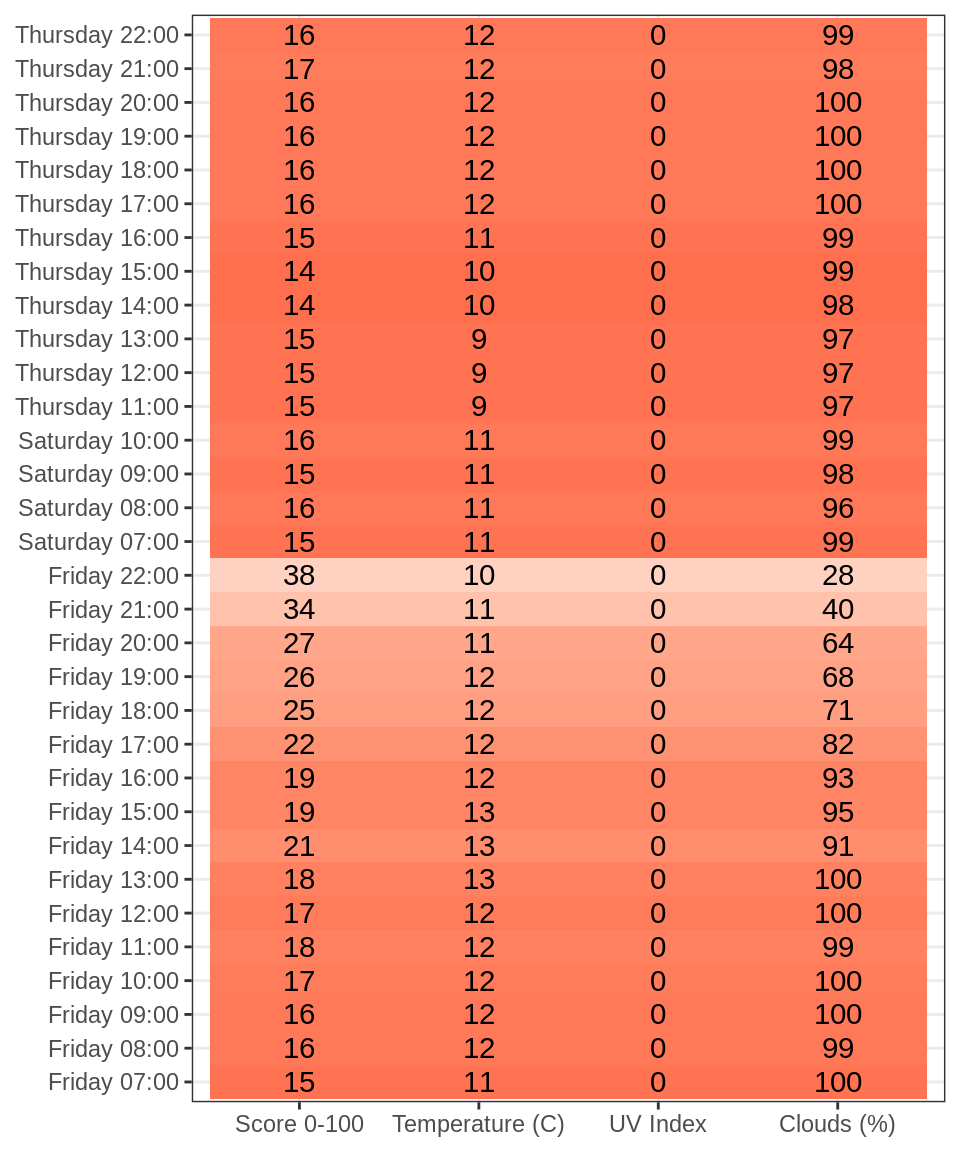 Thursday 22:00 16 12 0 99
Thursday 21:00 17 12 0 98
Thursday 20:00 16 12 0 100
Thursday 19:00 16 12 0 100
Thursday 18:00 16 12 0 100
Thursday 17:00 16 12 0 100
Thursday 16:00 15 11 0 99
Thursday 15:00 14 10 0 99
Thursday 14:00 14 10 0 98
Thursday 13:00 15 9 0 97
Thursday 12:00 15 9 0 97
Thursday 11:00 15 9 0 97
Saturday 10:00 16 11 0 99
Saturday 09:00 15 11 0 98
Saturday 08:00 16 11 0 96
Saturday 07:00 15 11 0 99
Friday 22:00 38 10 0 28
Friday 21:00 34 11 0 40
Friday 20:00 27 11 0 64
Friday 19:00 26 12 0 68
Friday 18:00 25 12 0 71
Friday 17:00 22 12 0 82
Friday 16:00 19 12 0 93
Friday 15:00 19 13 0 95
Friday 14:00 21 13 0 91
Friday 13:00 18 13 0 100
Friday 12:00 17 12 0 100
Friday 11:00 18 12 0 99
Friday 10:00 17 12 0 100
Friday 09:00 16 12 0 100
Friday 08:00 16 12 0 99
Friday 07:00 15 11 0 100
Score 0-100 Temperature (C) UV Index Clouds (%)